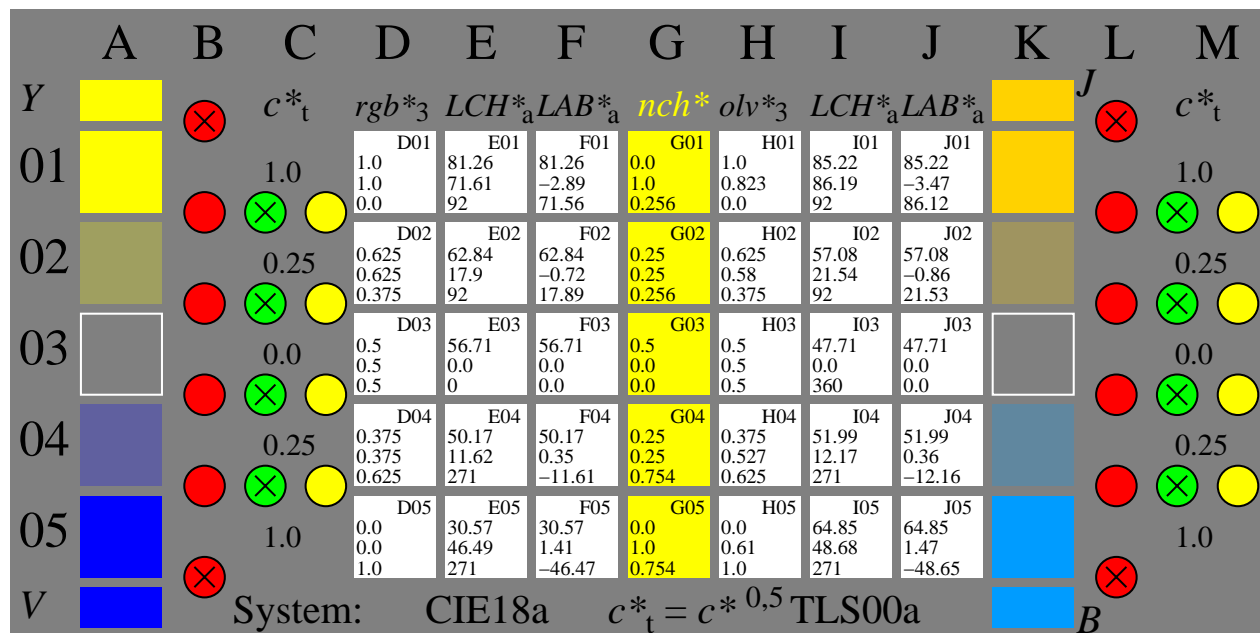 A B C D E F G H I J K L M
Y c*t rgb*3 LCH*a LAB*a nch* olv*3 LCH*a LAB*a J c*t
01 1.0 1.0
D01 E01 F01 G01 H01 I01 J01
1.0 81.26 81.26 0.0 1.0 85.22 85.22
1.0 71.61 −2.89 1.0 0.823 86.19 −3.47
0.0 92 71.56 0.256 0.0 92 86.12
02 0.25 0.25
D02 E02 F02 G02 H02 I02 J02
0.625 62.84 62.84 0.25 0.625 57.08 57.08
0.625 17.9 −0.72 0.25 0.58 21.54 −0.86
0.375 92 17.89 0.256 0.375 92 21.53
03 0.0 0.0
D03 E03 F03 G03 H03 I03 J03
0.5 56.71 56.71 0.5 0.5 47.71 47.71
0.5 0.0 0.0 0.0 0.5 0.0 0.0
0.5 0 0.0 0.0 0.5 360 0.0
04 0.25 0.25
D04 E04 F04 G04 H04 I04 J04
0.375 50.17 50.17 0.25 0.375 51.99 51.99
0.375 11.62 0.35 0.25 0.527 12.17 0.36
0.625 271 −11.61 0.754 0.625 271 −12.16
05 1.0 1.0
D05 E05 F05 G05 H05 I05 J05
0.0 30.57 30.57 0.0 0.0 64.85 64.85
0.0 46.49 1.41 1.0 0.61 48.68 1.47
1.0 271 −46.47 0.754 1.0 271 −48.65
V System: CIE18a c*t = c* 0,5 TLS00a B